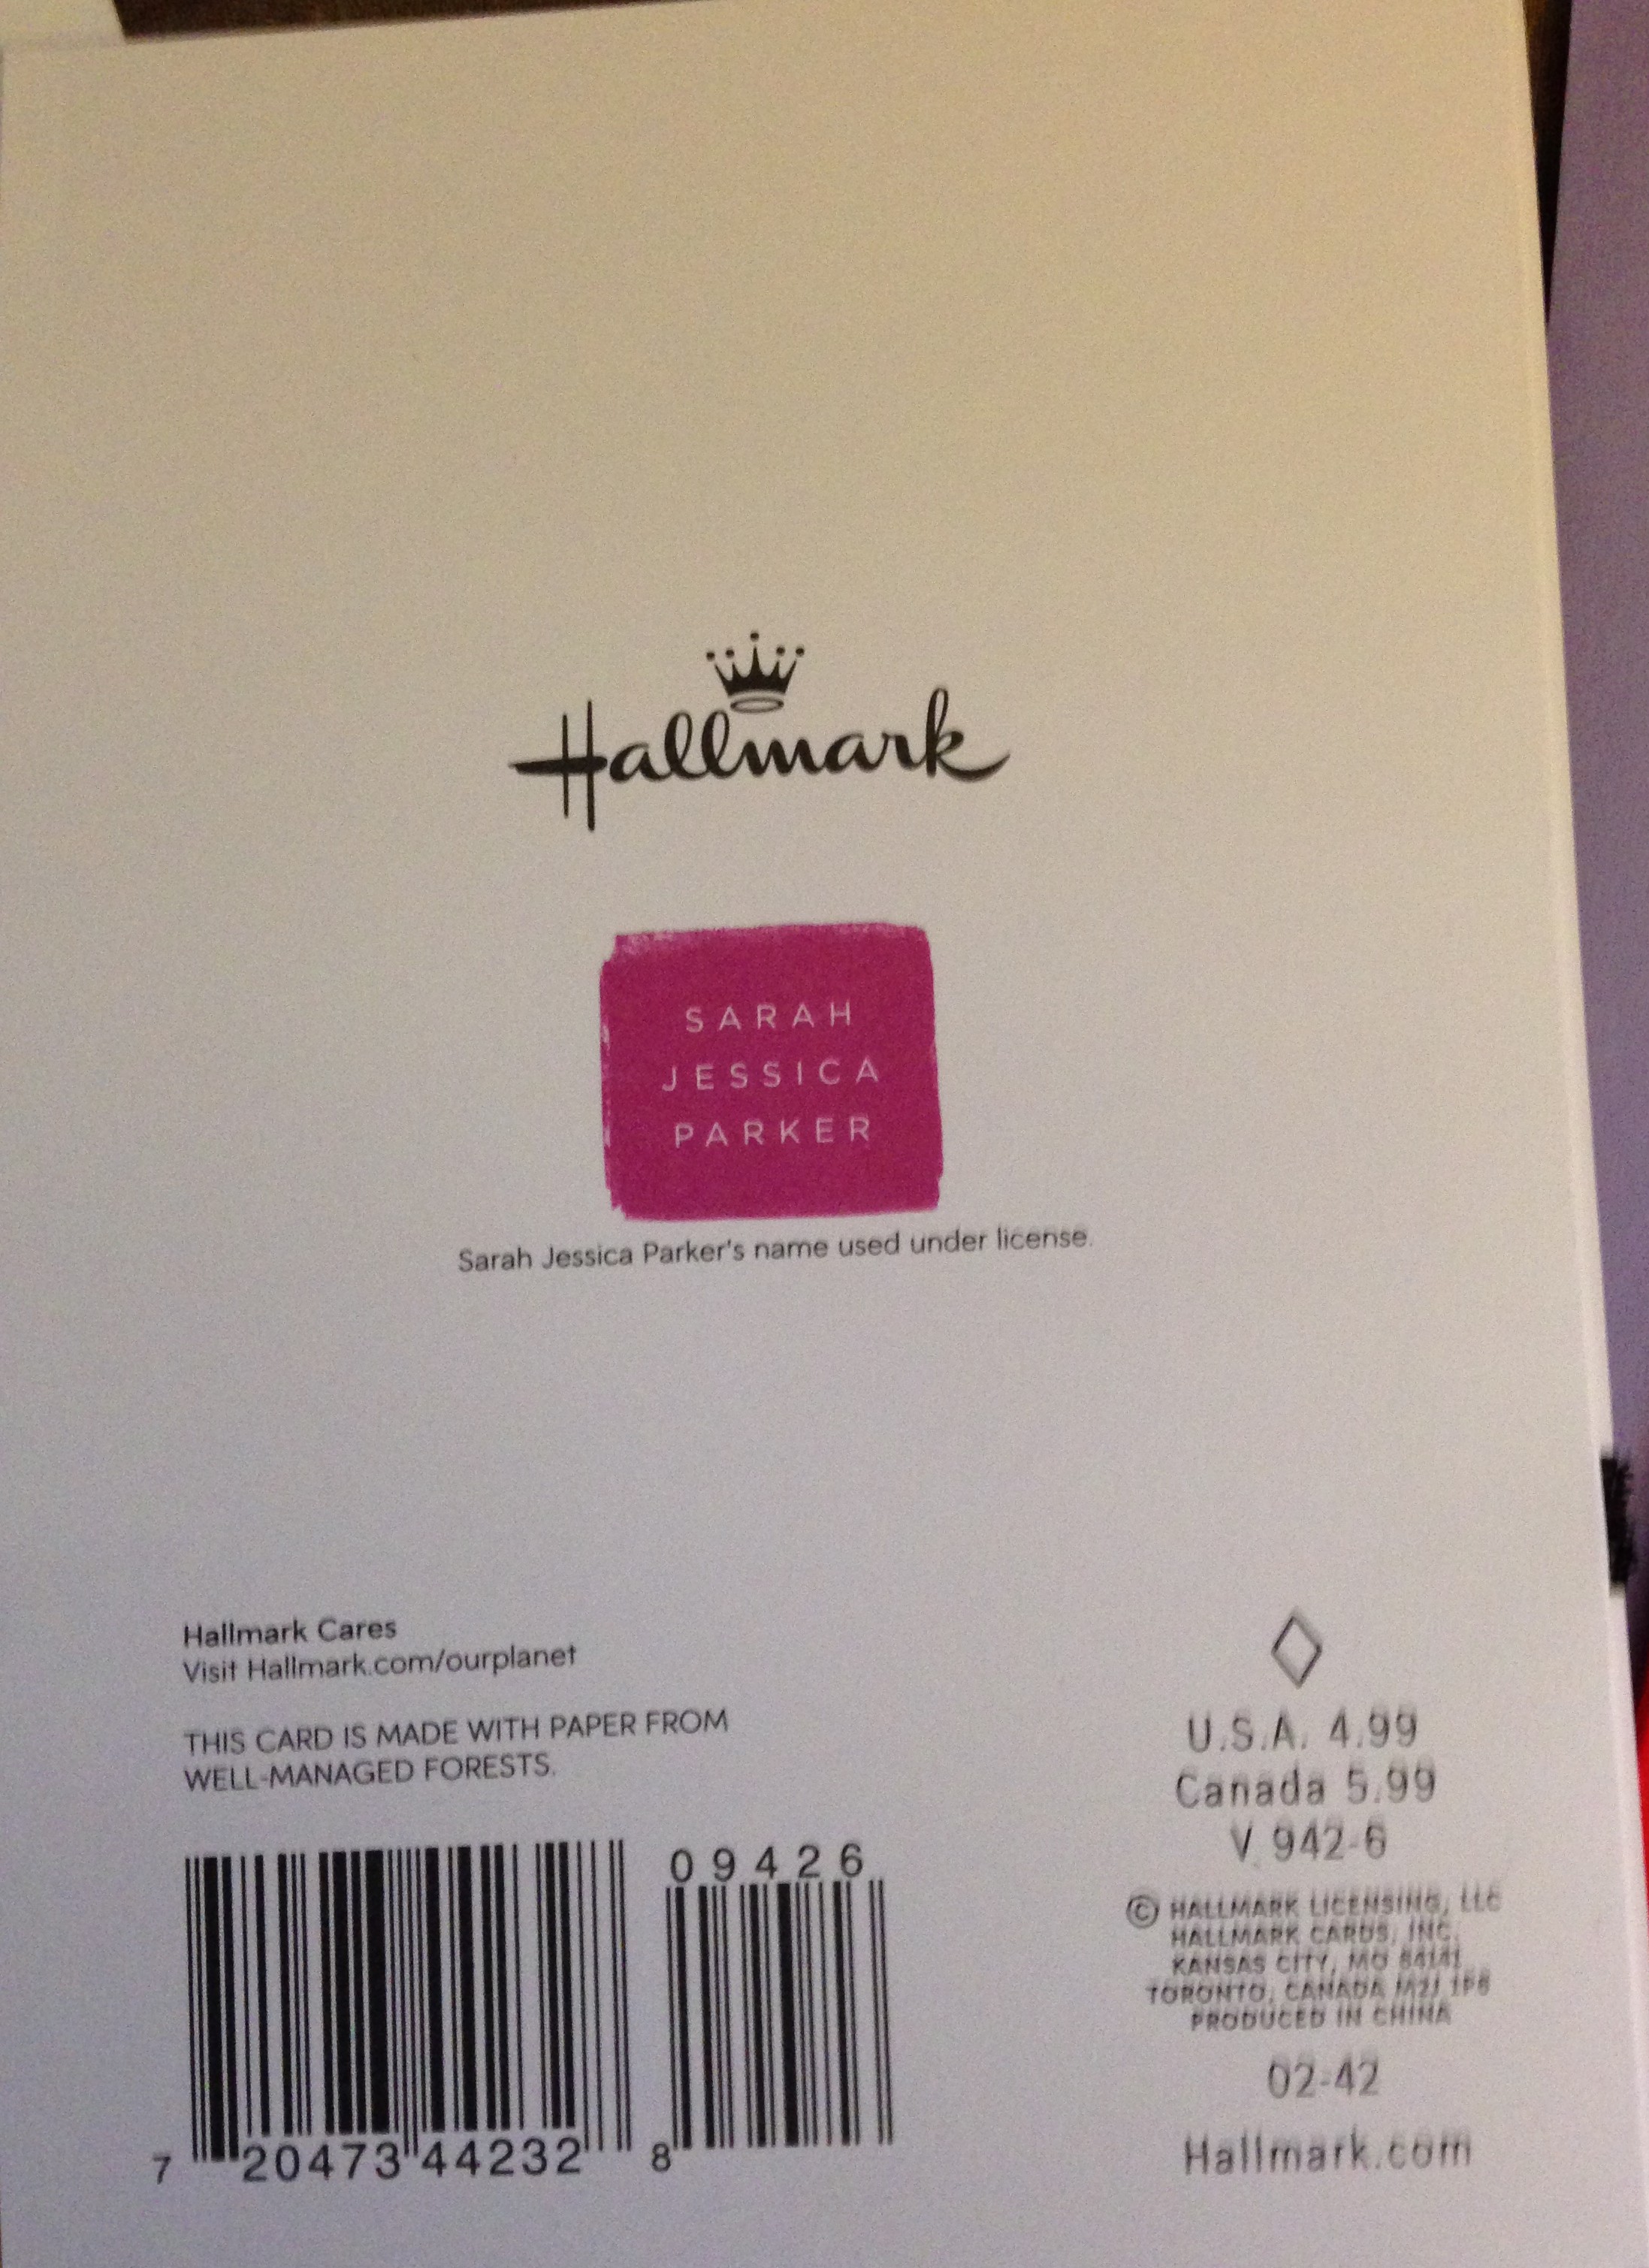 Hallmark
SARAH
JESSICA
PARKER
Sarah Jessica Parker's name used under license.
Hallmark Cares
Visit Hallmark.com/ourplanet
THIS CARD IS MADE WITH PAPER FROM
WELL-MANAGED FORESTS.
09426
7 20473 44232 8
U.S.A. 4.99
Canada 5.99
V 942-6
© HALLMARK LICENSING, LLC
HALLMARK CARDS, INC.
KANSAS CITY, MO 64141
TORONTO, CANADA M2J 1P6
PRODUCED IN CHINA
02-42
Hallmark.com